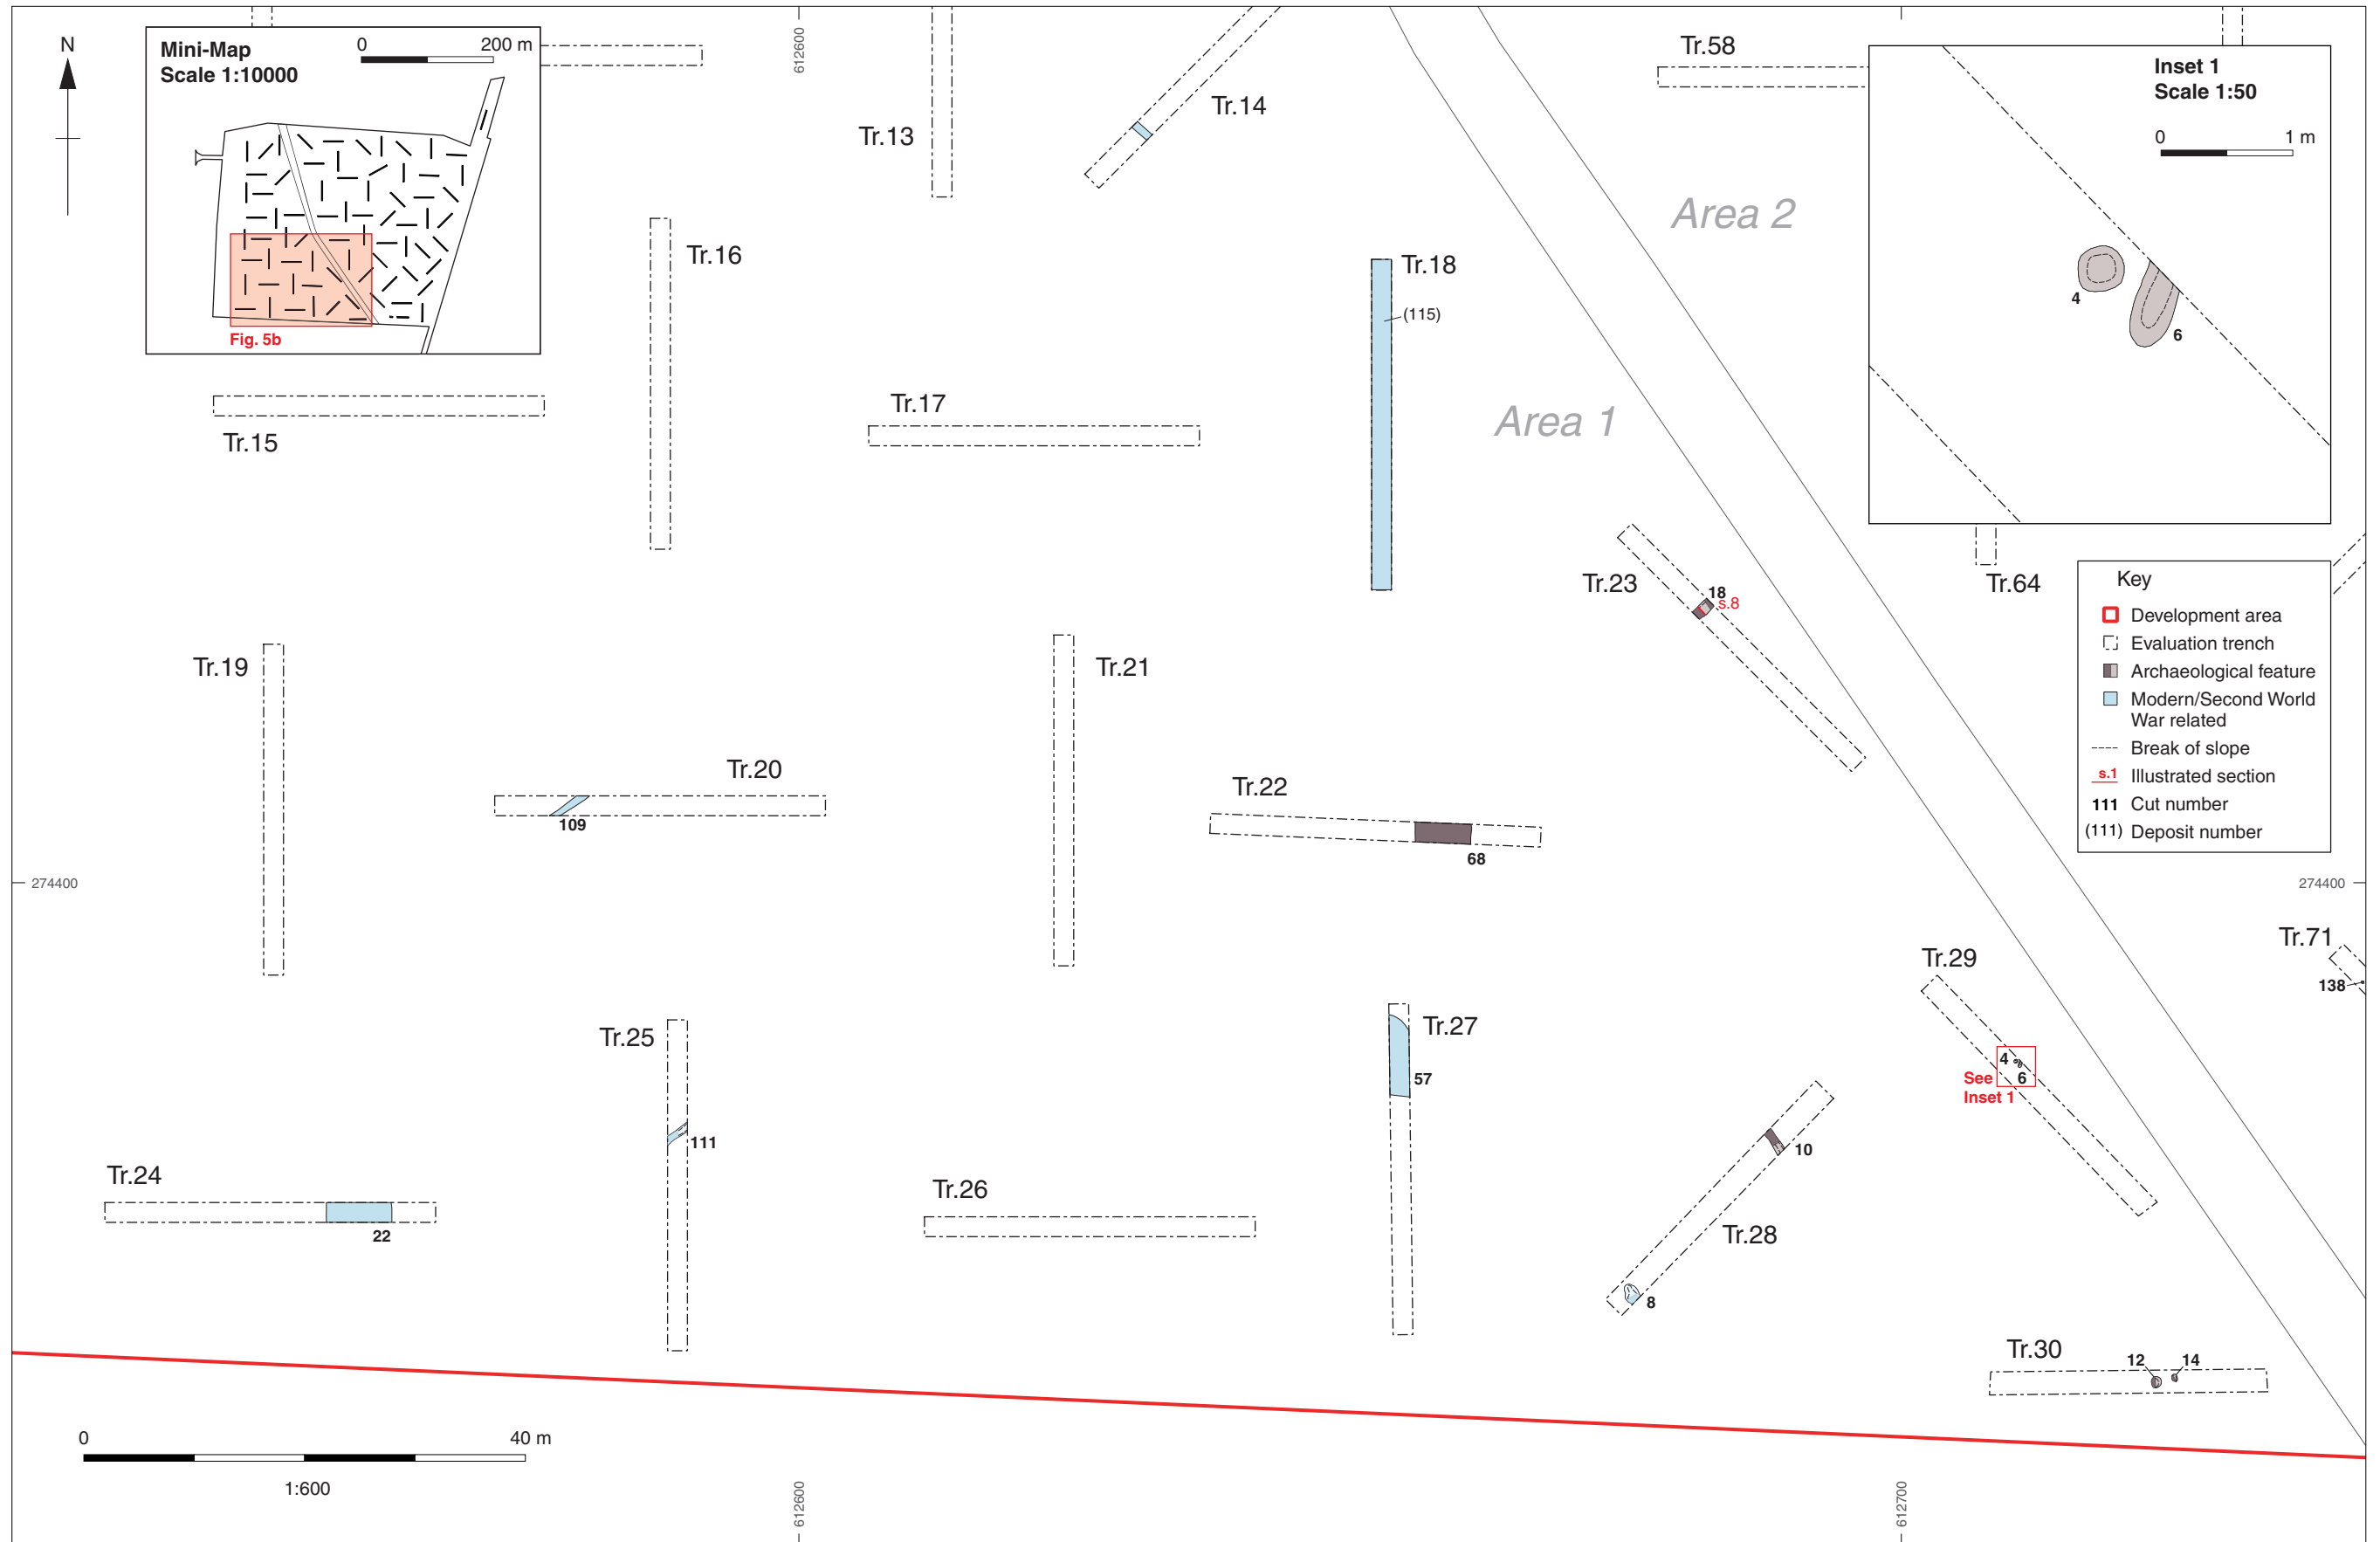 N
Mini-Map
Scale 1:10000
0 200 m
Fig. 5b
612600
Tr.13
Tr.14
Tr.58
Inset 1
Scale 1:50
0 1 m
4
6
Area 2
Area 1
Tr.16
Tr.18
(115)
Tr.15
Tr.17
Tr.23
18
s.8
Tr.64
Key
Development area
Evaluation trench
Archaeological feature
Modern/Second World
War related
Break of slope
s.1 Illustrated section
111 Cut number
(111) Deposit number
Tr.19
Tr.21
Tr.20
109
Tr.22
68
274400
274400
Tr.71
138
Tr.29
4
6
See
Inset 1
Tr.25
111
Tr.27
57
10
Tr.24
22
Tr.26
Tr.28
8
Tr.30
12
14
0 40 m
1:600
612600
612700